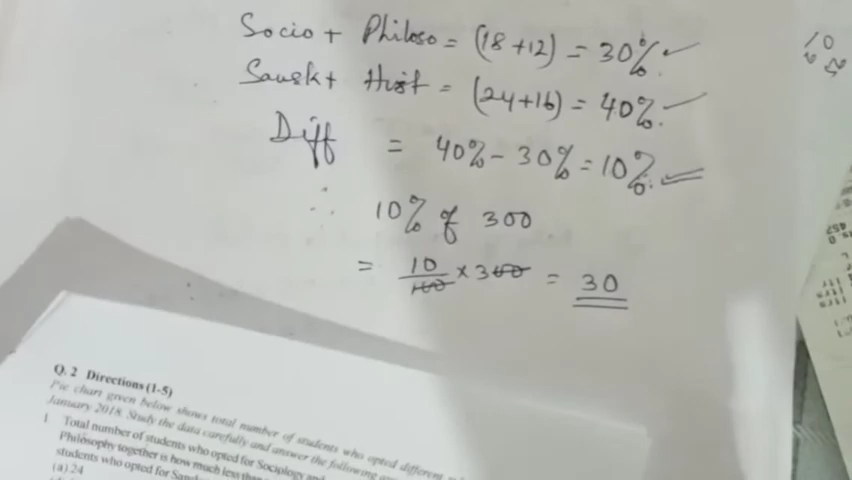 Socio + Philoso = (18+12) = 30%.
Sansk + Hist = (24+16) = 40%.
Diff = 40% - 30% = 10%.
∴ 10% of 300
= 10/100 × 300 = 30
Q. 2 Directions (1-5)
Pie chart given below shows total number of students who opted different
January 2018. Study the data carefully and answer the following
1 Total number of students who opted for Sociology and
Philosophy together is how much less than
students who opted for
(a) 24